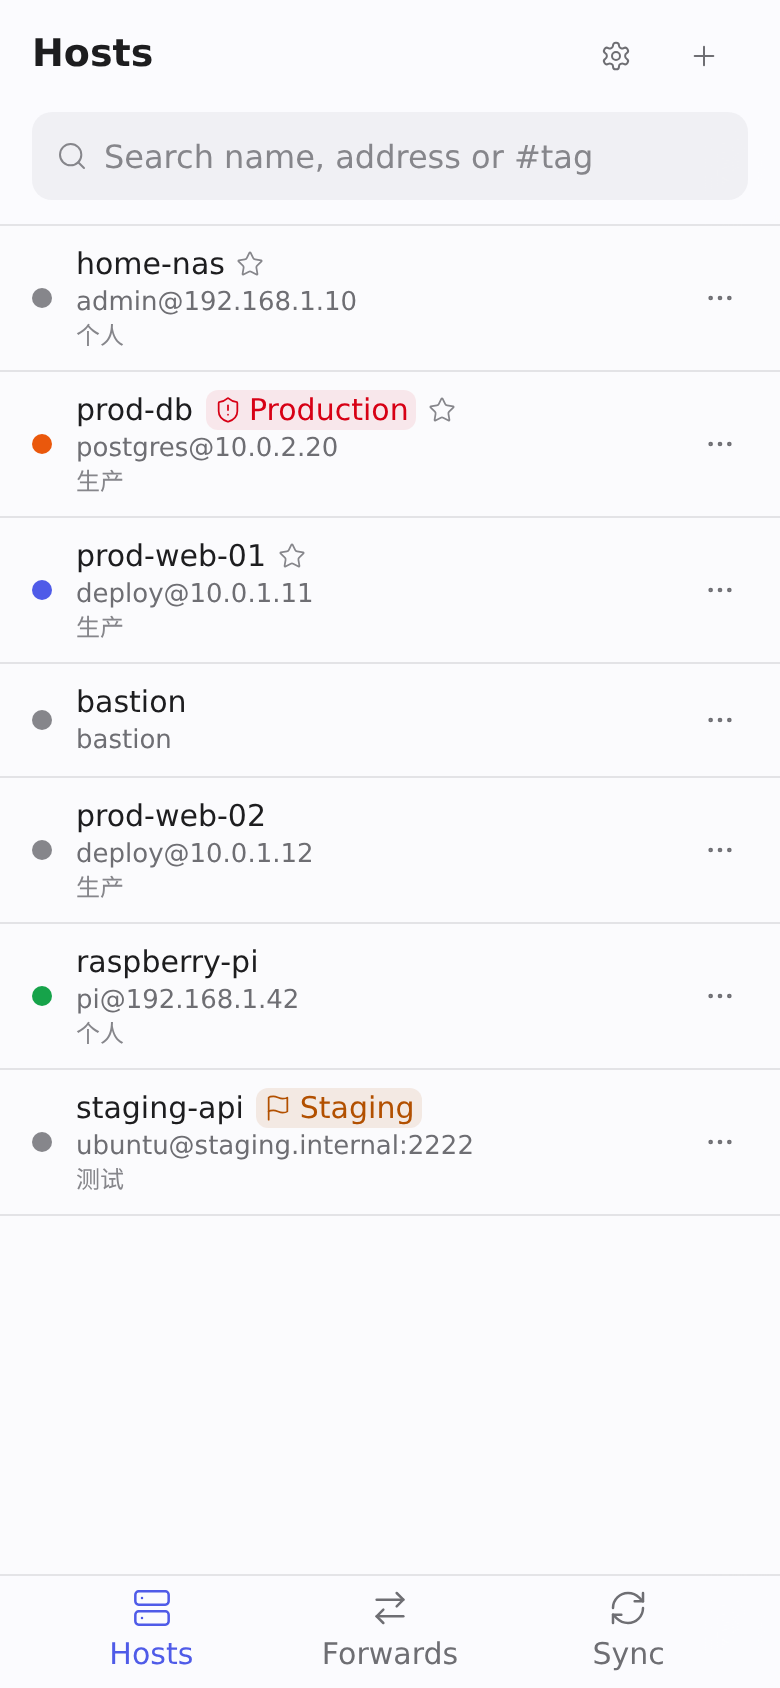 Hosts
Search name, address or #tag
home-nas
admin@192.168.1.10
个人
prod-db Production
postgres@10.0.2.20
生产
prod-web-01
deploy@10.0.1.11
生产
bastion
bastion
prod-web-02
deploy@10.0.1.12
生产
raspberry-pi
pi@192.168.1.42
个人
staging-api Staging
ubuntu@staging.internal:2222
测试
Hosts Forwards Sync